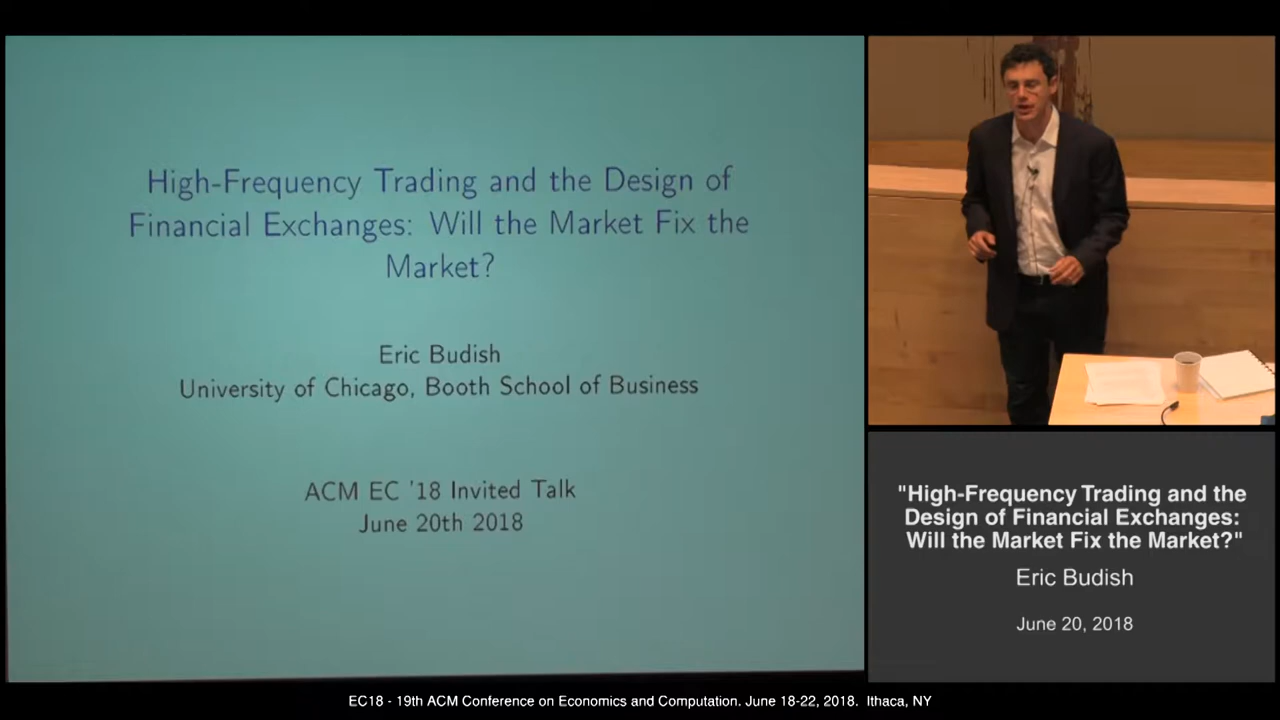 High-Frequency Trading and the Design of
Financial Exchanges: Will the Market Fix the
Market?
Eric Budish
University of Chicago, Booth School of Business
ACM EC '18 Invited Talk
June 20th 2018
"High-Frequency Trading and the
Design of Financial Exchanges:
Will the Market Fix the Market?"
Eric Budish
June 20, 2018
EC18 - 19th ACM Conference on Economics and Computation. June 18-22, 2018. Ithaca, NY